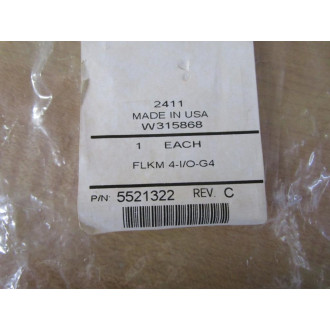 2411
MADE IN USA
W315868
1 EACH
FLKM 4-I/O-G4
P/N: 5521322 REV. C